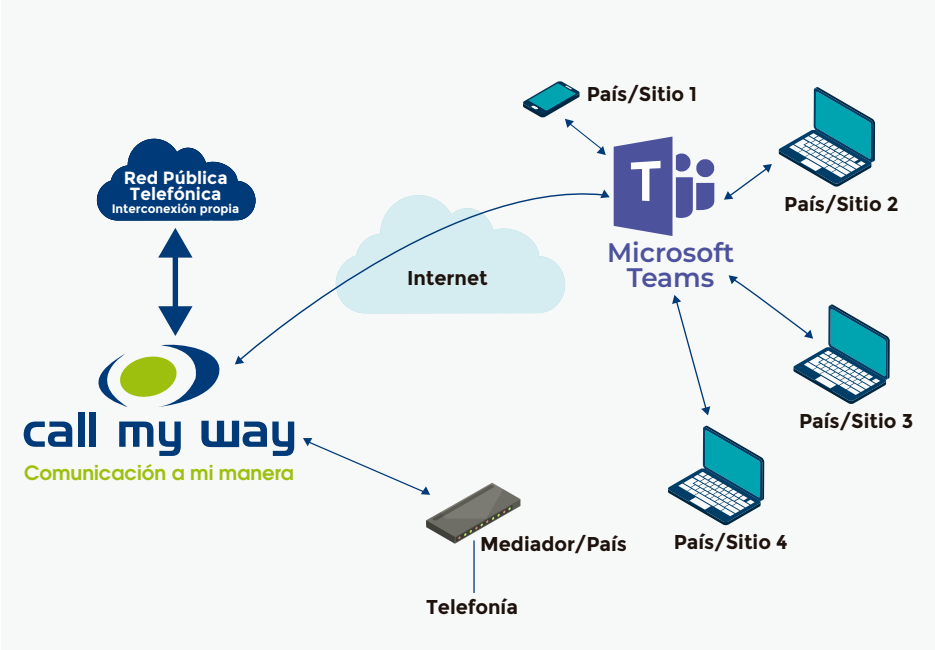 País/Sitio 1
Red Pública
Telefónica
Interconexión propia
T
País/Sitio 2
Microsoft
Teams
Internet
call my way
Comunicación a mi manera
País/Sitio 3
Mediador/País
País/Sitio 4
Telefonía